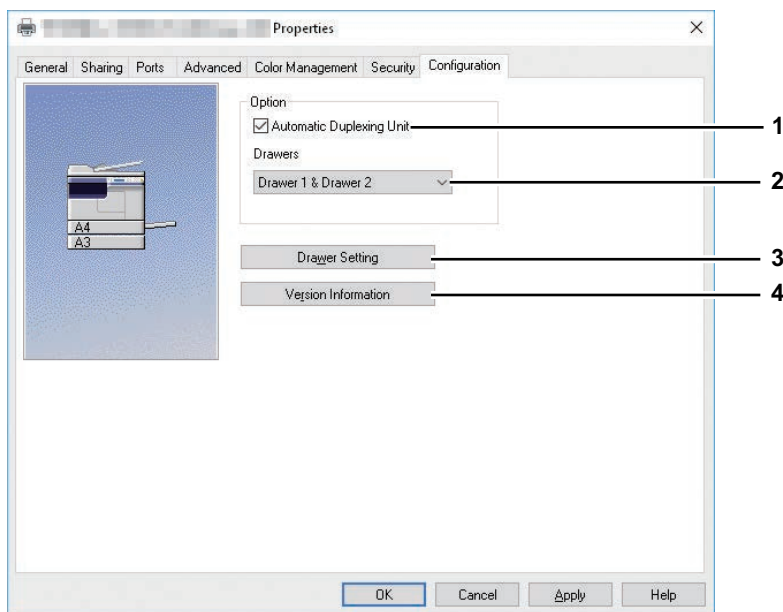 Properties
General Sharing Ports Advanced Color Management Security Configuration
Option
Automatic Duplexing Unit
1
Drawers
Drawer 1 & Drawer 2
2
A4
A3
Drawer Setting
3
Version Information
4
OK Cancel Apply Help